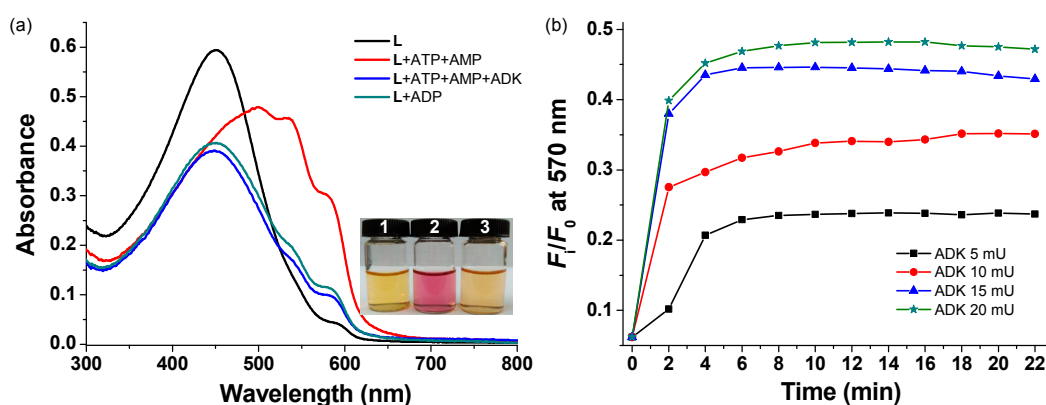 (a)
L
L+ATP+AMP
L+ATP+AMP+ADK
L+ADP
0.6
0.5
0.4
0.3
0.2
0.1
0.0
Absorbance
1 2 3
300 400 500 600 700 800
Wavelength (nm)
(b)
0.5
0.4
0.3
0.2
0.1
Fi/F0 at 570 nm
ADK 5 mU
ADK 10 mU
ADK 15 mU
ADK 20 mU
0 2 4 6 8 10 12 14 16 18 20 22
Time (min)